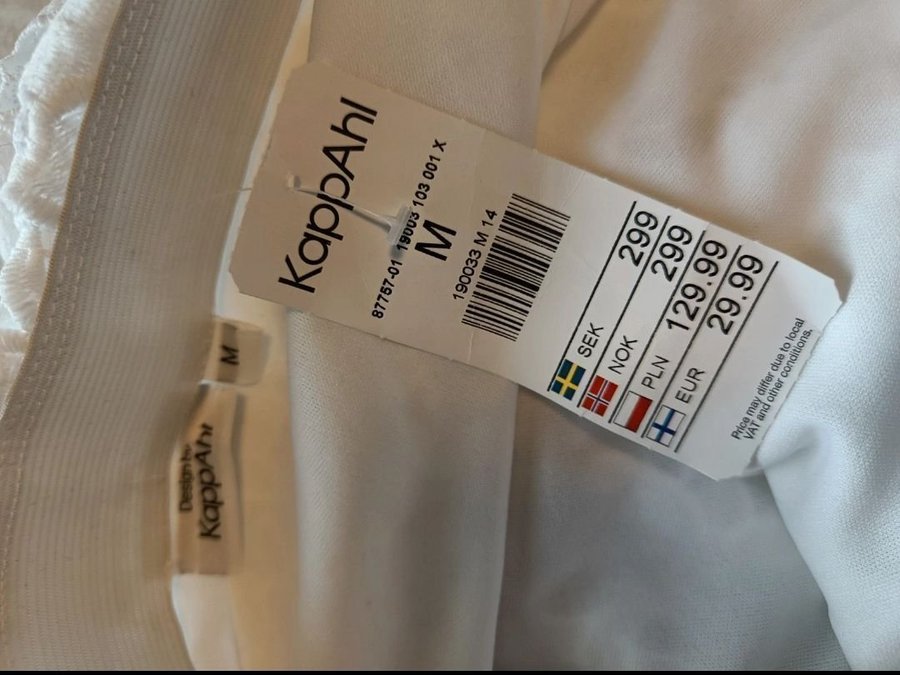 KappAhl
87757-01 19003 103 001 X
M
190033 M 14
SEK 299
NOK 299
PLN 129.99
EUR 29.99
Price may differ due to local
VAT and other conditions.
M
Design by
KappAhl